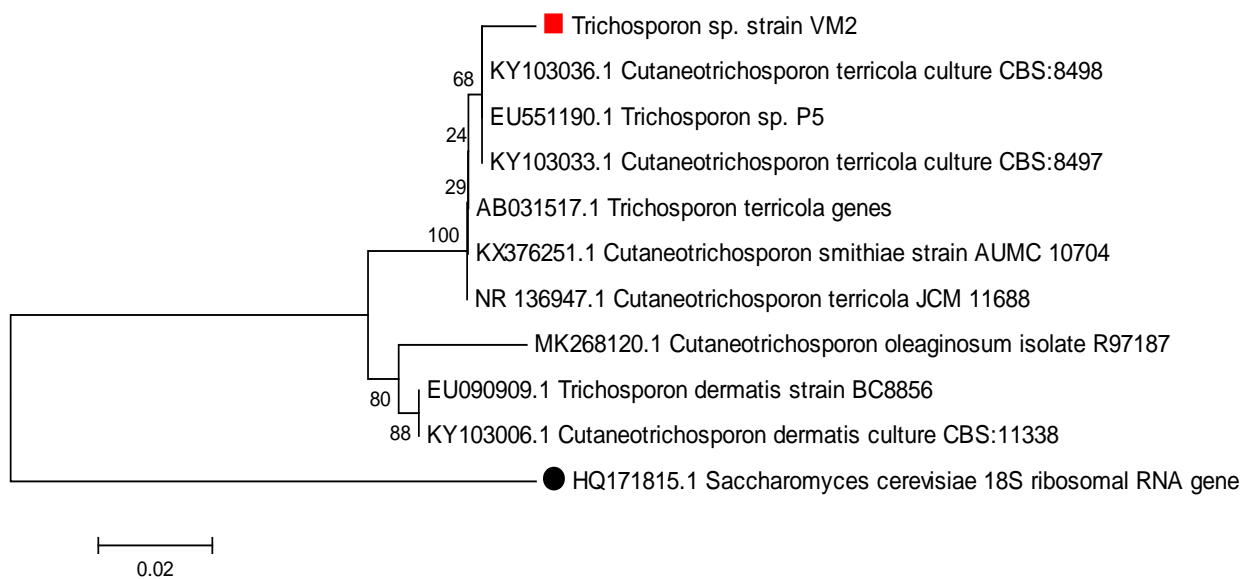 Trichosporon sp. strain VM2
KY103036.1 Cutaneotrichosporon terricola culture CBS:8498
68
EU551190.1 Trichosporon sp. P5
24
KY103033.1 Cutaneotrichosporon terricola culture CBS:8497
29
AB031517.1 Trichosporon terricola genes
100
KX376251.1 Cutaneotrichosporon smithiae strain AUMC 10704
NR 136947.1 Cutaneotrichosporon terricola JCM 11688
MK268120.1 Cutaneotrichosporon oleaginosum isolate R97187
EU090909.1 Trichosporon dermatis strain BC8856
80
88
KY103006.1 Cutaneotrichosporon dermatis culture CBS:11338
HQ171815.1 Saccharomyces cerevisiae 18S ribosomal RNA gene
0.02